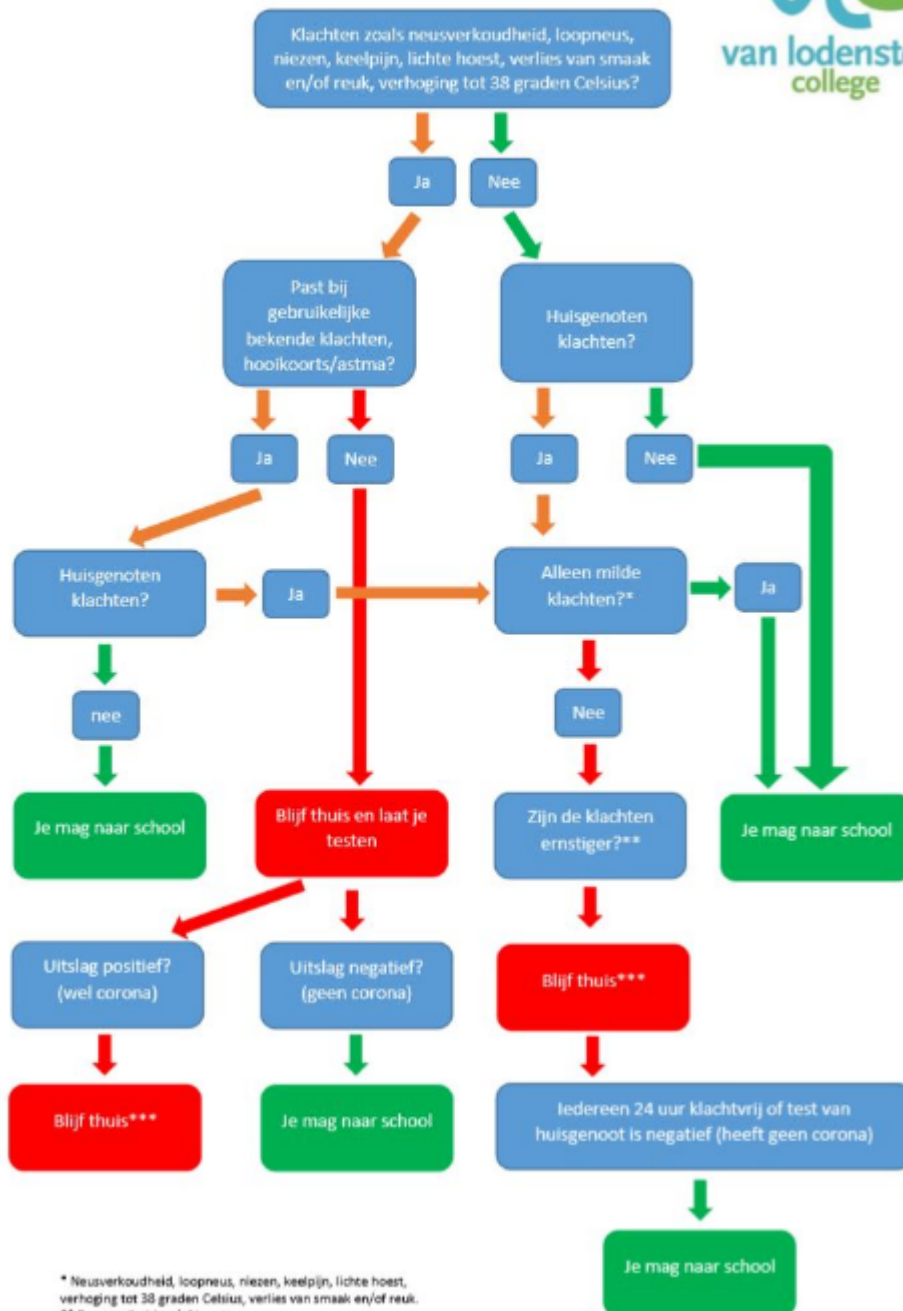 Klachten zoals neusverkoudheid, loopneus,
niezen, keelpijn, lichte hoest, verlies van smaak
en/of reuk, verhoging tot 38 graden Celsius?
van lodenste
college
Ja
Nee
Past bij
gebruikelijke
bekende klachten,
hooikoorts/astma?
Huisgenoten
klachten?
Ja
Nee
Ja
Nee
Huisgenoten
klachten?
Ja
Alleen milde
klachten?*
Ja
nee
Nee
Je mag naar school
Blijf thuis en laat je
testen
Zijn de klachten
ernstiger?**
Je mag naar school
Uitslag positief?
(wel corona)
Uitslag negatief?
(geen corona)
Blijf thuis***
Blijf thuis***
Je mag naar school
Iedereen 24 uur klachtvrij of test van
huisgenoot is negatief (heeft geen corona)
Je mag naar school
* Neusverkoudheid, loopneus, niezen, keelpijn, lichte hoest,
verhoging tot 38 graden Celsius, verlies van smaak en/of reuk.